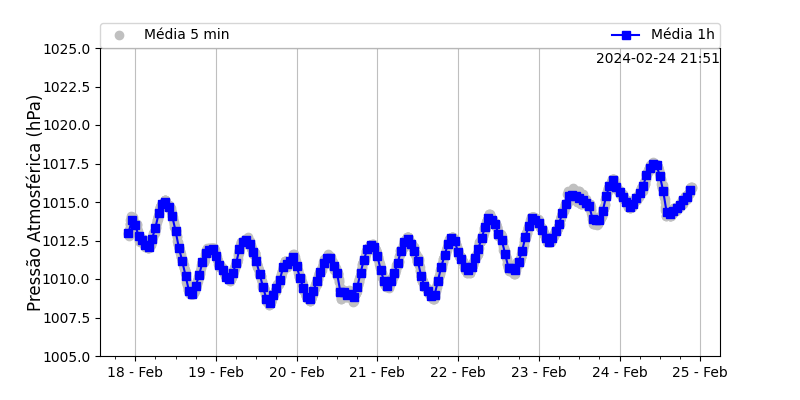 Média 5 min
Média 1h
2024-02-24 21:51
Pressão Atmosférica (hPa)
1025.0
1022.5
1020.0
1017.5
1015.0
1012.5
1010.0
1007.5
1005.0
18 - Feb
19 - Feb
20 - Feb
21 - Feb
22 - Feb
23 - Feb
24 - Feb
25 - Feb